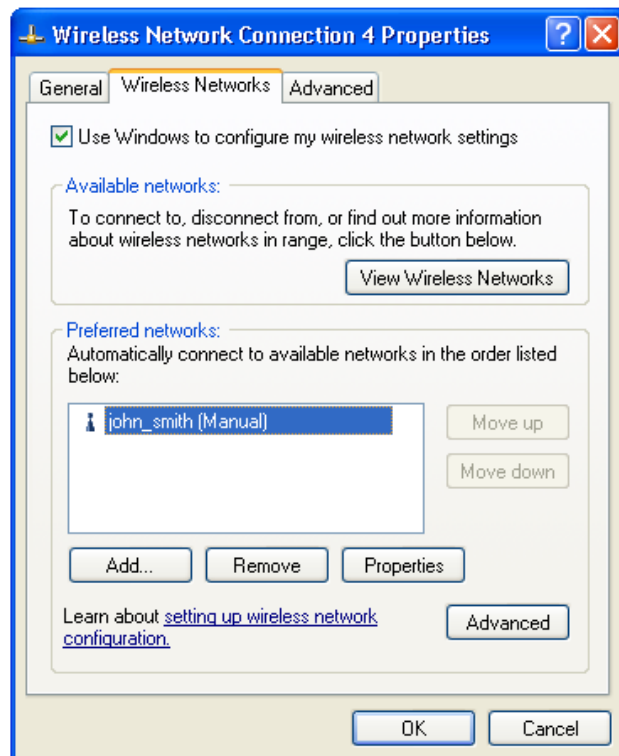 Wireless Network Connection 4 Properties
General Wireless Networks Advanced
Use Windows to configure my wireless network settings
Available networks:
To connect to, disconnect from, or find out more information
about wireless networks in range, click the button below.
View Wireless Networks
Preferred networks:
Automatically connect to available networks in the order listed
below:
john_smith (Manual)
Move up
Move down
Add... Remove Properties
Learn about setting up wireless network
configuration.
Advanced
OK Cancel